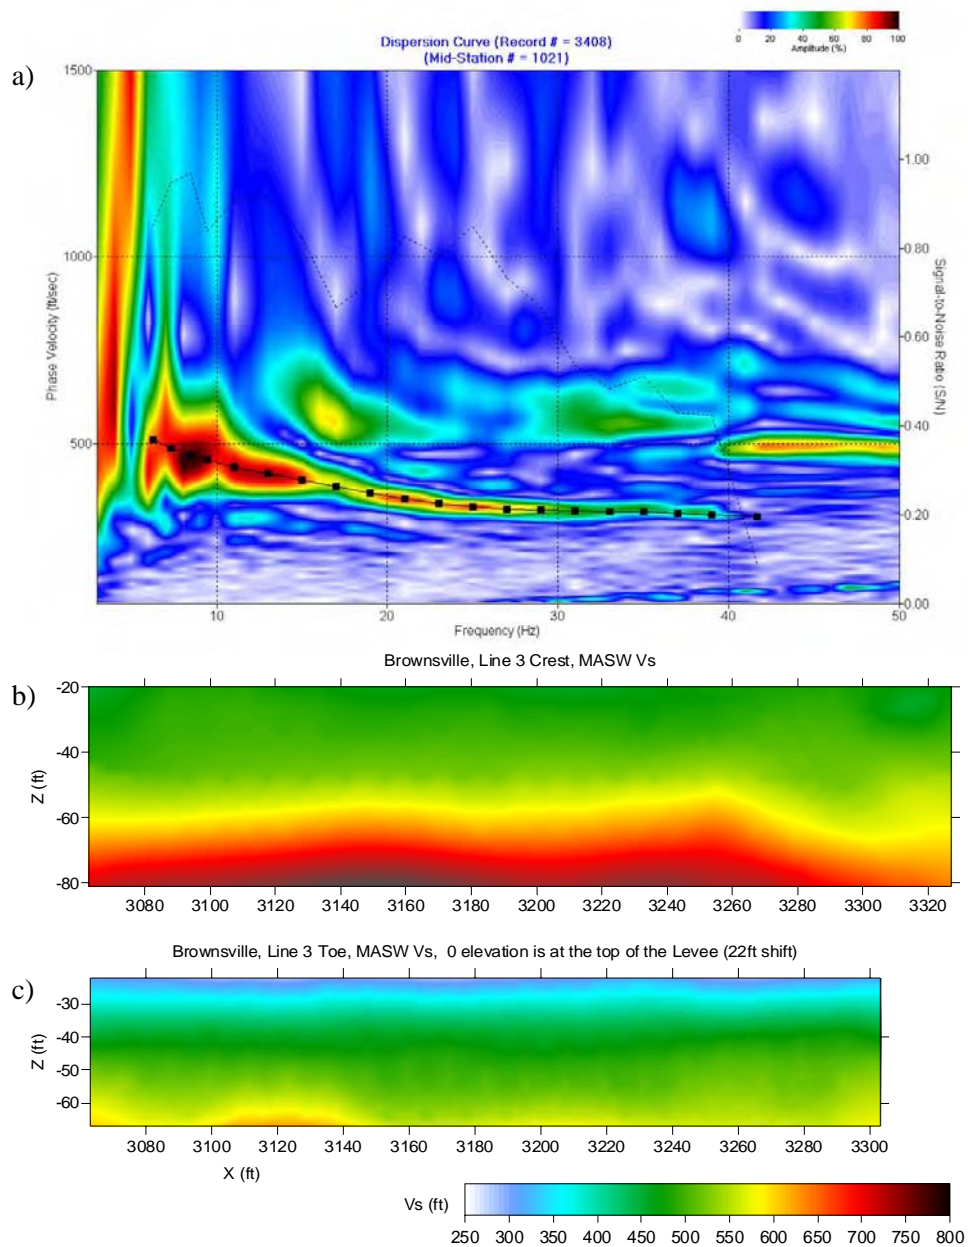 0 20 40 60 80 100
Amplitude (%)
Dispersion Curve (Record # = 3408)
(Mid-Station # = 1021)
a)
1500
1000
500
Phase Velocity (ft/sec)
1.00
0.80
0.60
0.40
0.20
0.00
Signal-to-Noise Ratio (S/N)
10 20 30 40 50
Frequency (Hz)
Brownsville, Line 3 Crest, MASW Vs
b)
-20
-40
-60
-80
Z (ft)
3080 3100 3120 3140 3160 3180 3200 3220 3240 3260 3280 3300 3320
Brownsville, Line 3 Toe, MASW Vs, 0 elevation is at the top of the Levee (22ft shift)
c)
-30
-40
-50
-60
Z (ft)
3080 3100 3120 3140 3160 3180 3200 3220 3240 3260 3280 3300
X (ft)
Vs (ft)
250 300 350 400 450 500 550 600 650 700 750 800